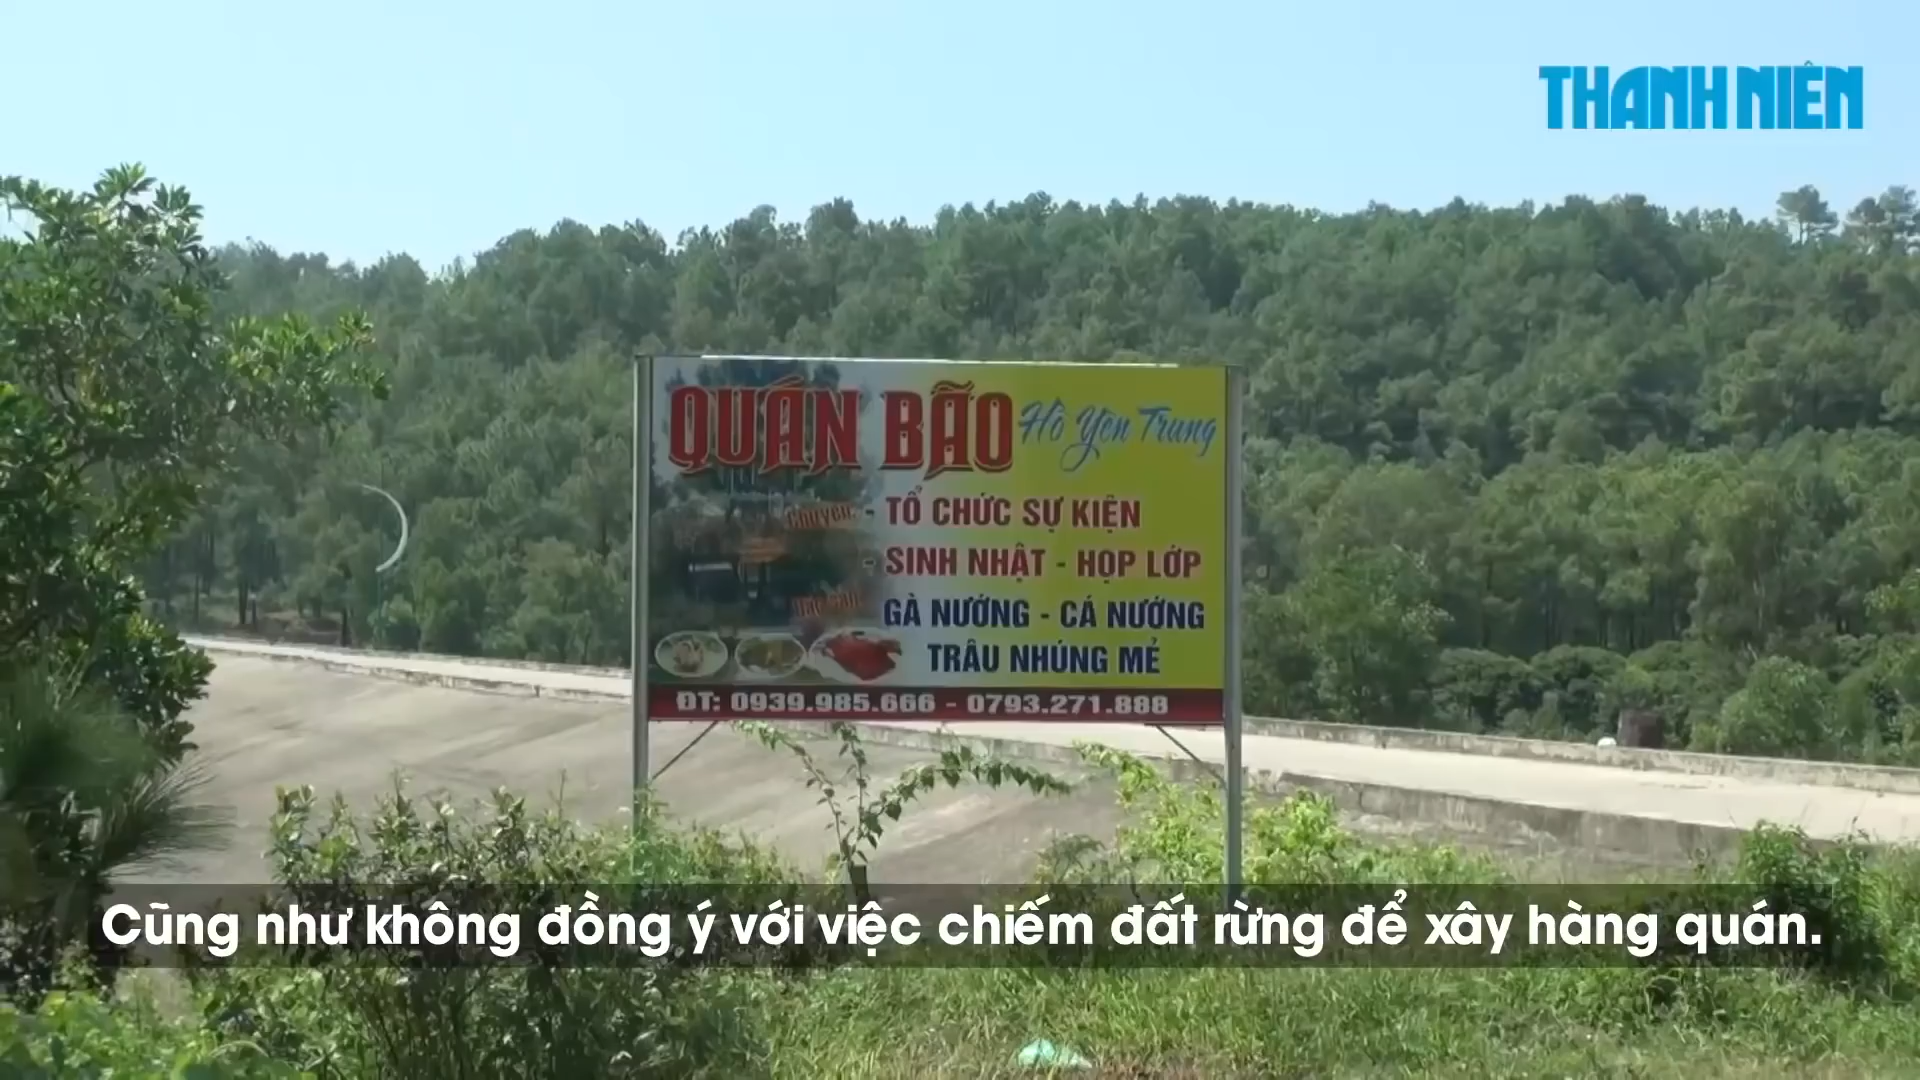 THANH NIÊN
QUÁN BÃO Hồ Yên Trung
Chuyên: - TỔ CHỨC SỰ KIỆN
- SINH NHẬT - HỌP LỚP
GÀ NƯỚNG - CÁ NƯỚNG
TRÂU NHÚNG MẺ
ĐT: 0939.985.666 - 0793.271.888
Cũng như không đồng ý với việc chiếm đất rừng để xây hàng quán.